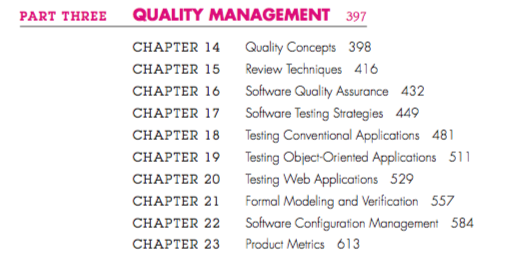 PART THREE QUALITY MANAGEMENT 397
CHAPTER 14 Quality Concepts 398
CHAPTER 15 Review Techniques 416
CHAPTER 16 Software Quality Assurance 432
CHAPTER 17 Software Testing Strategies 449
CHAPTER 18 Testing Conventional Applications 481
CHAPTER 19 Testing Object-Oriented Applications 511
CHAPTER 20 Testing Web Applications 529
CHAPTER 21 Formal Modeling and Verification 557
CHAPTER 22 Software Configuration Management 584
CHAPTER 23 Product Metrics 613